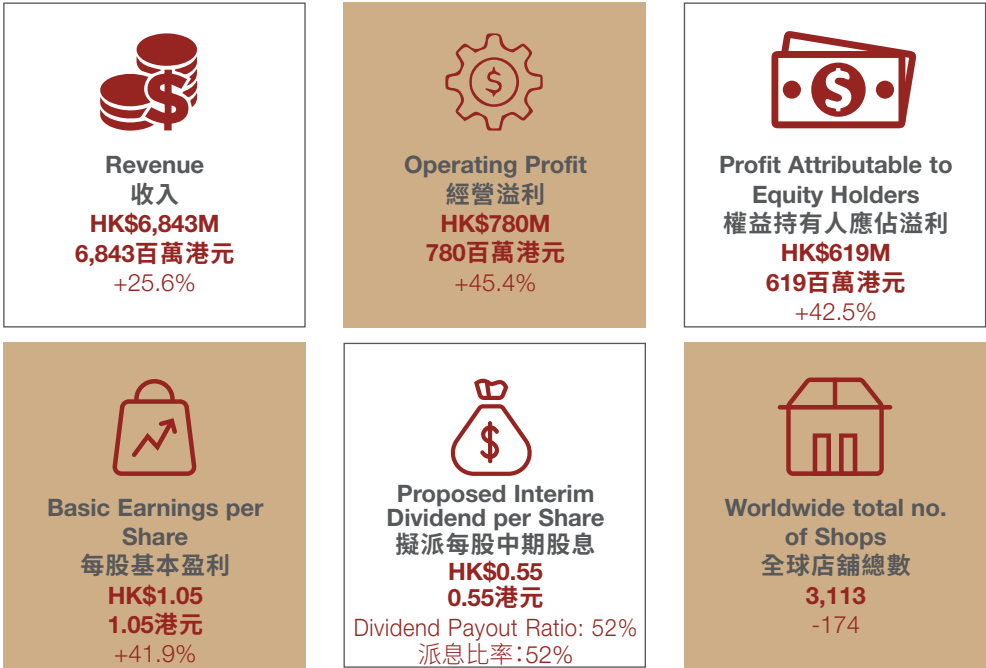 Revenue
收入
HK$6,843M
6,843百萬港元
+25.6%
Operating Profit
經營溢利
HK$780M
780百萬港元
+45.4%
Profit Attributable to
Equity Holders
權益持有人應佔溢利
HK$619M
619百萬港元
+42.5%
Basic Earnings per
Share
每股基本盈利
HK$1.05
1.05港元
+41.9%
Proposed Interim
Dividend per Share
擬派每股中期股息
HK$0.55
0.55港元
Dividend Payout Ratio: 52%
派息比率：52%
Worldwide total no.
of Shops
全球店舖總數
3,113
-174